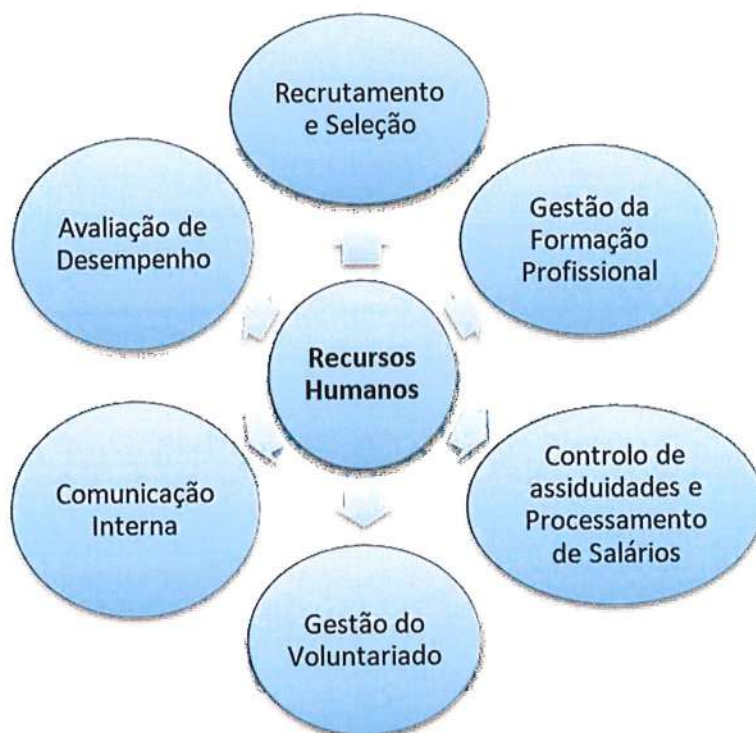 Recrutamento
e Seleção
Avaliação de
Desempenho
Gestão da
Formação
Profissional
Recursos
Humanos
Comunicação
Interna
Controlo de
assiduidades e
Processamento
de Salários
Gestão do
Voluntariado